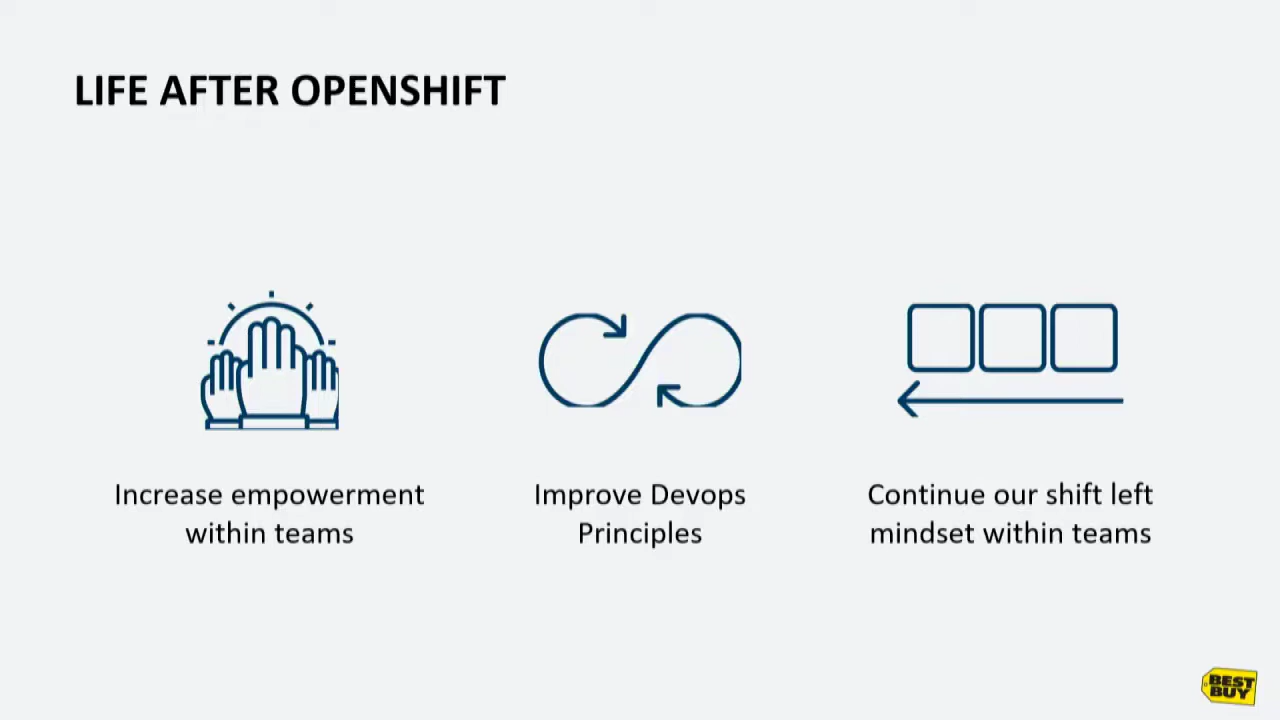 LIFE AFTER OPENSHIFT
Increase empowerment
within teams
Improve Devops
Principles
Continue our shift left
mindset within teams
BEST
BUY